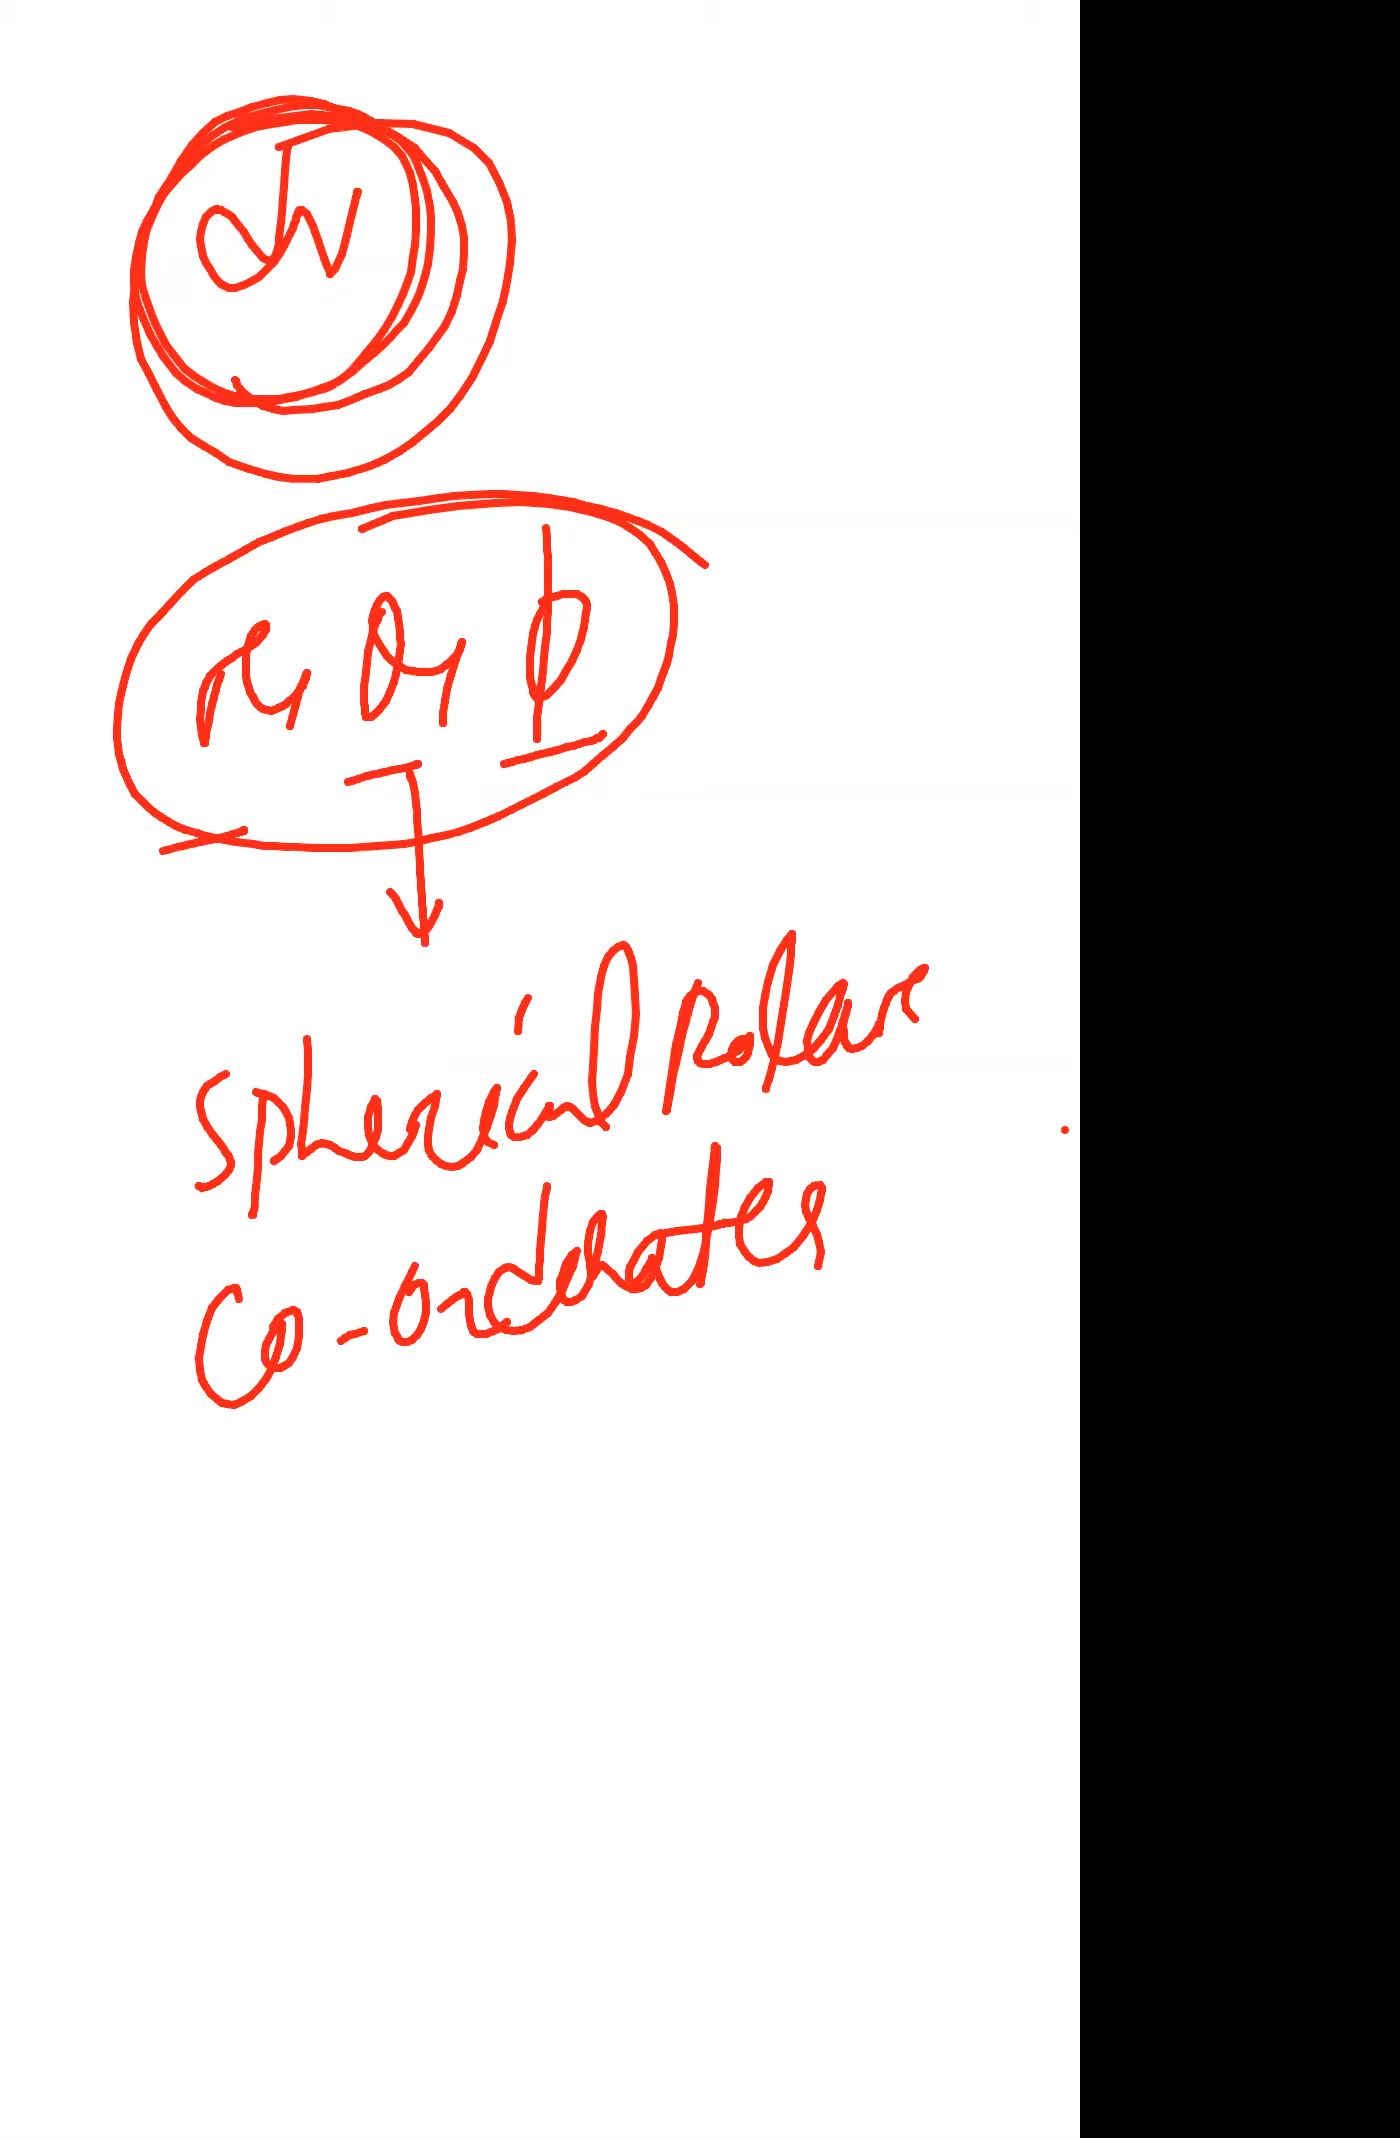 dv
r, θ, φ
Spherical Polar
Co-ordinates